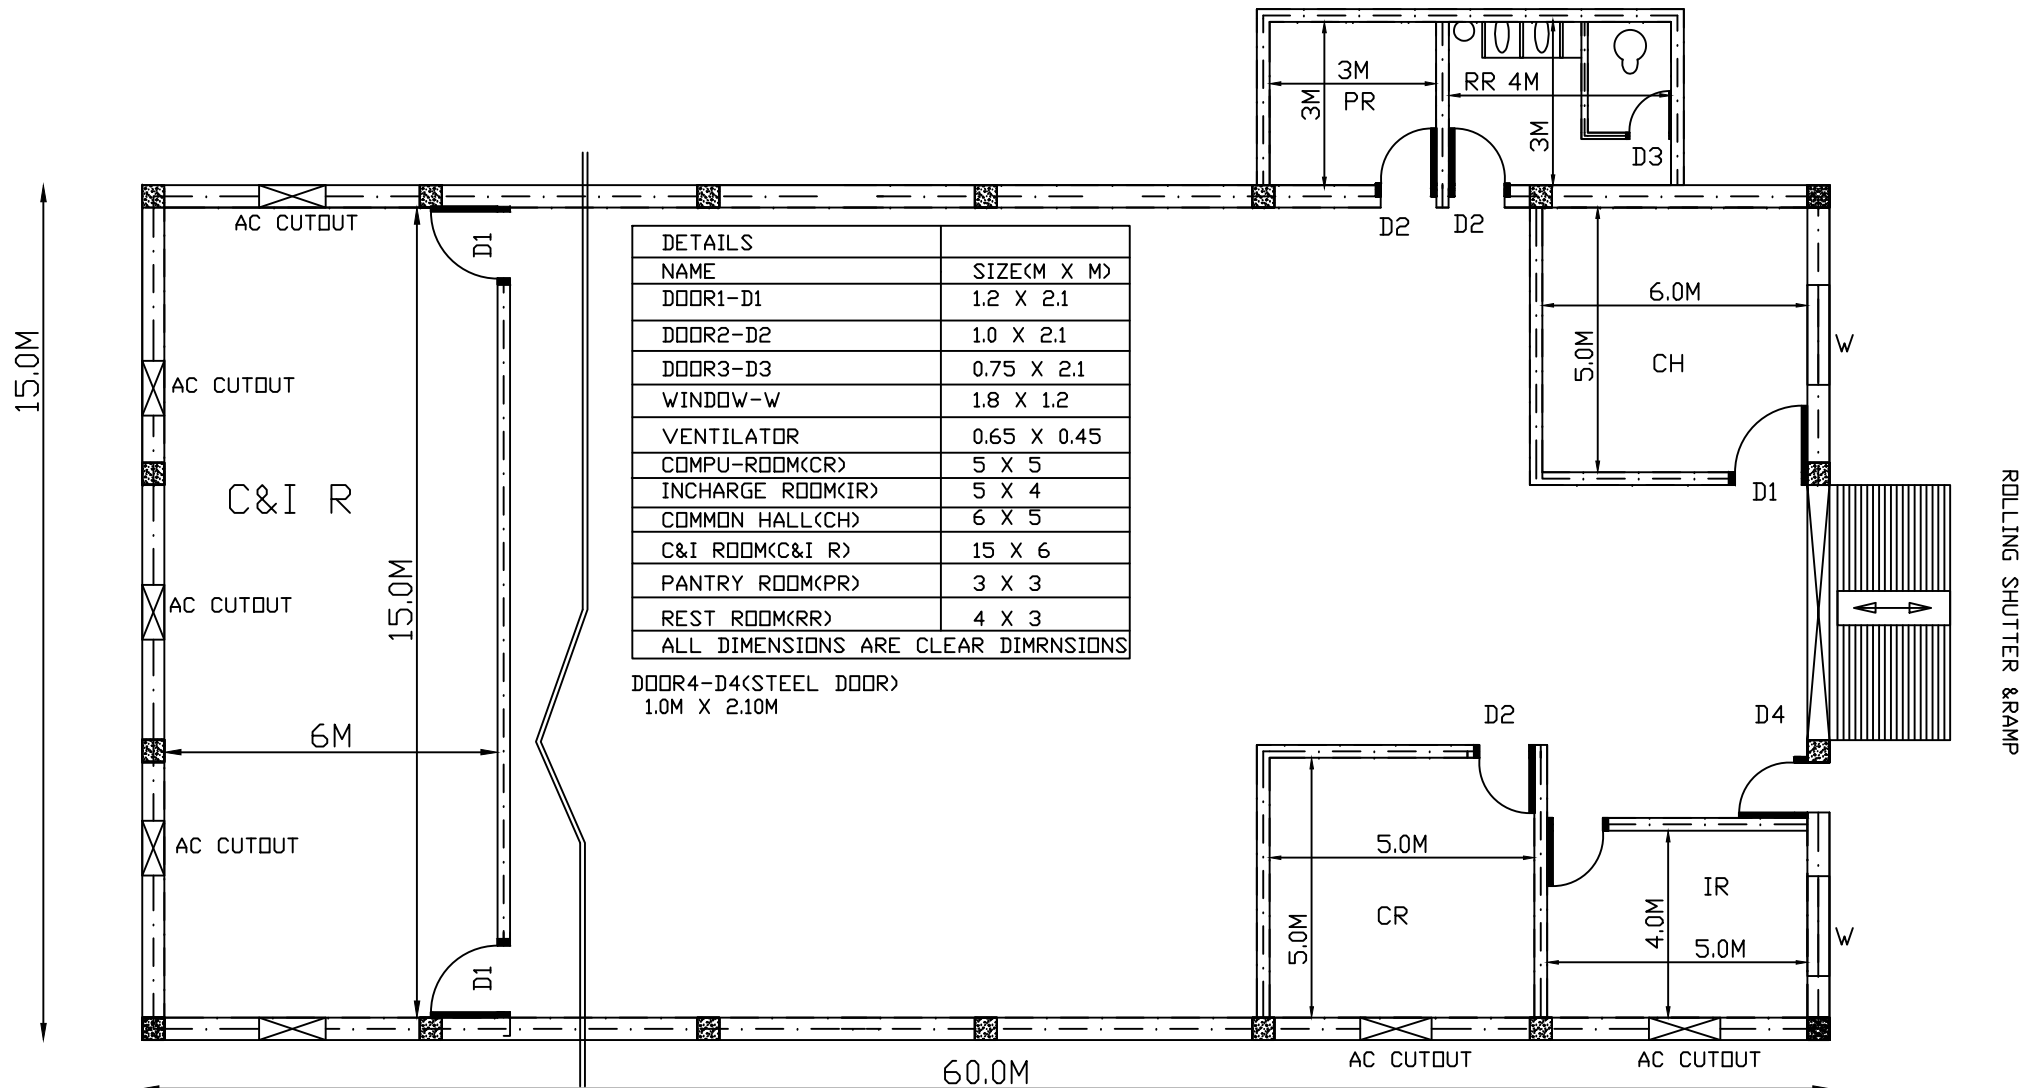 3M
PR
3M
RR 4M
3M
D3
AC CUTOUT
D1
D2
D2
15.0M
DETAILS
NAME SIZE(M X M)
DOOR1-D1 1.2 X 2.1
DOOR2-D2 1.0 X 2.1
DOOR3-D3 0.75 X 2.1
WINDOW-W 1.8 X 1.2
VENTILATOR 0.65 X 0.45
COMPU-ROOM(CR) 5 X 5
INCHARGE ROOM(IR) 5 X 4
COMMON HALL(CH) 6 X 5
C&I ROOM(C&I R) 15 X 6
PANTRY ROOM(PR) 3 X 3
REST ROOM(RR) 4 X 3
ALL DIMENSIONS ARE CLEAR DIMRNSIONS
DOOR4-D4(STEEL DOOR)
1.0M X 2.10M
6.0M
5.0M
CH
W
D1
AC CUTOUT
C&I R
15.0M
AC CUTOUT
6M
AC CUTOUT
D1
ROLLING SHUTTER &RAMP
D2
D4
5.0M
CR
5.0M
IR
4.0M
5.0M
W
AC CUTOUT
AC CUTOUT
60.0M